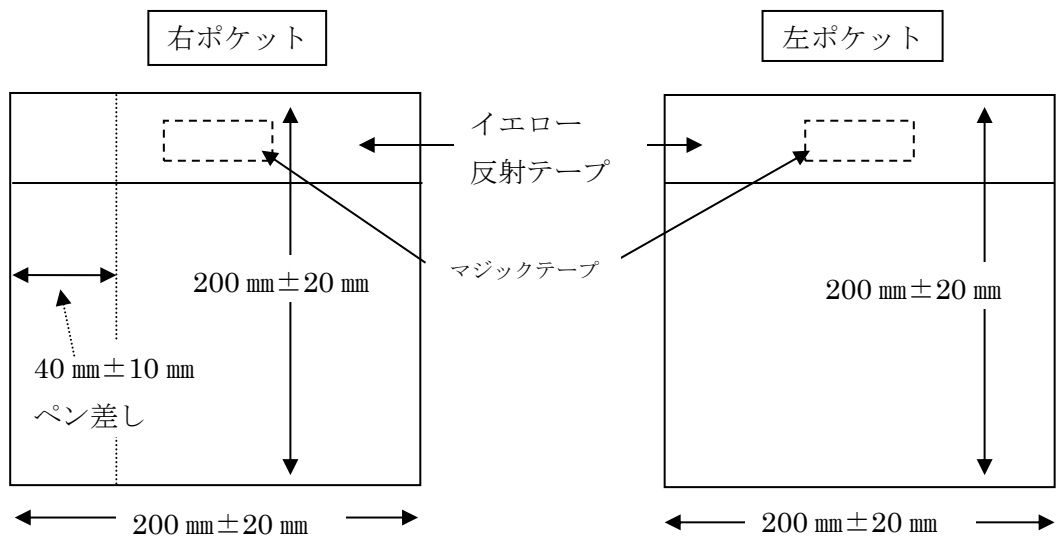 右ポケット
左ポケット
イエロー
反射テープ
マジックテープ
200 ㎜±20 ㎜
200 ㎜±20 ㎜
40 ㎜±10 ㎜
ペン差し
200 ㎜±20 ㎜
200 ㎜±20 ㎜